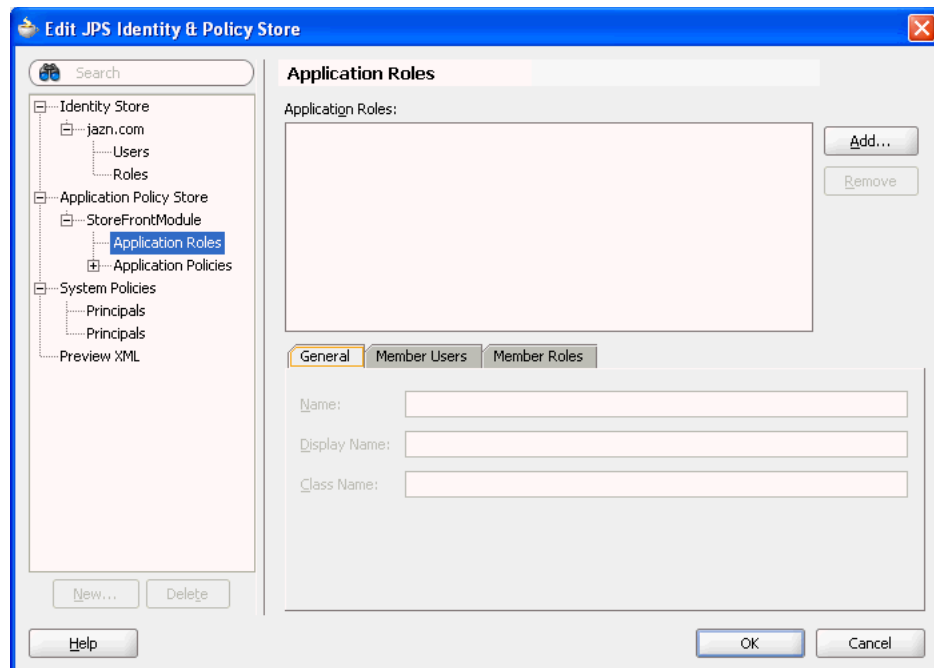 Edit JPS Identity & Policy Store
Search
Identity Store
jazn.com
Users
Roles
Application Policy Store
StoreFrontModule
Application Roles
Application Policies
System Policies
Principals
Principals
Preview XML
New...
Delete
Application Roles
Application Roles:
Add...
Remove
General Member Users Member Roles
Name:
Display Name:
Class Name:
Help OK Cancel